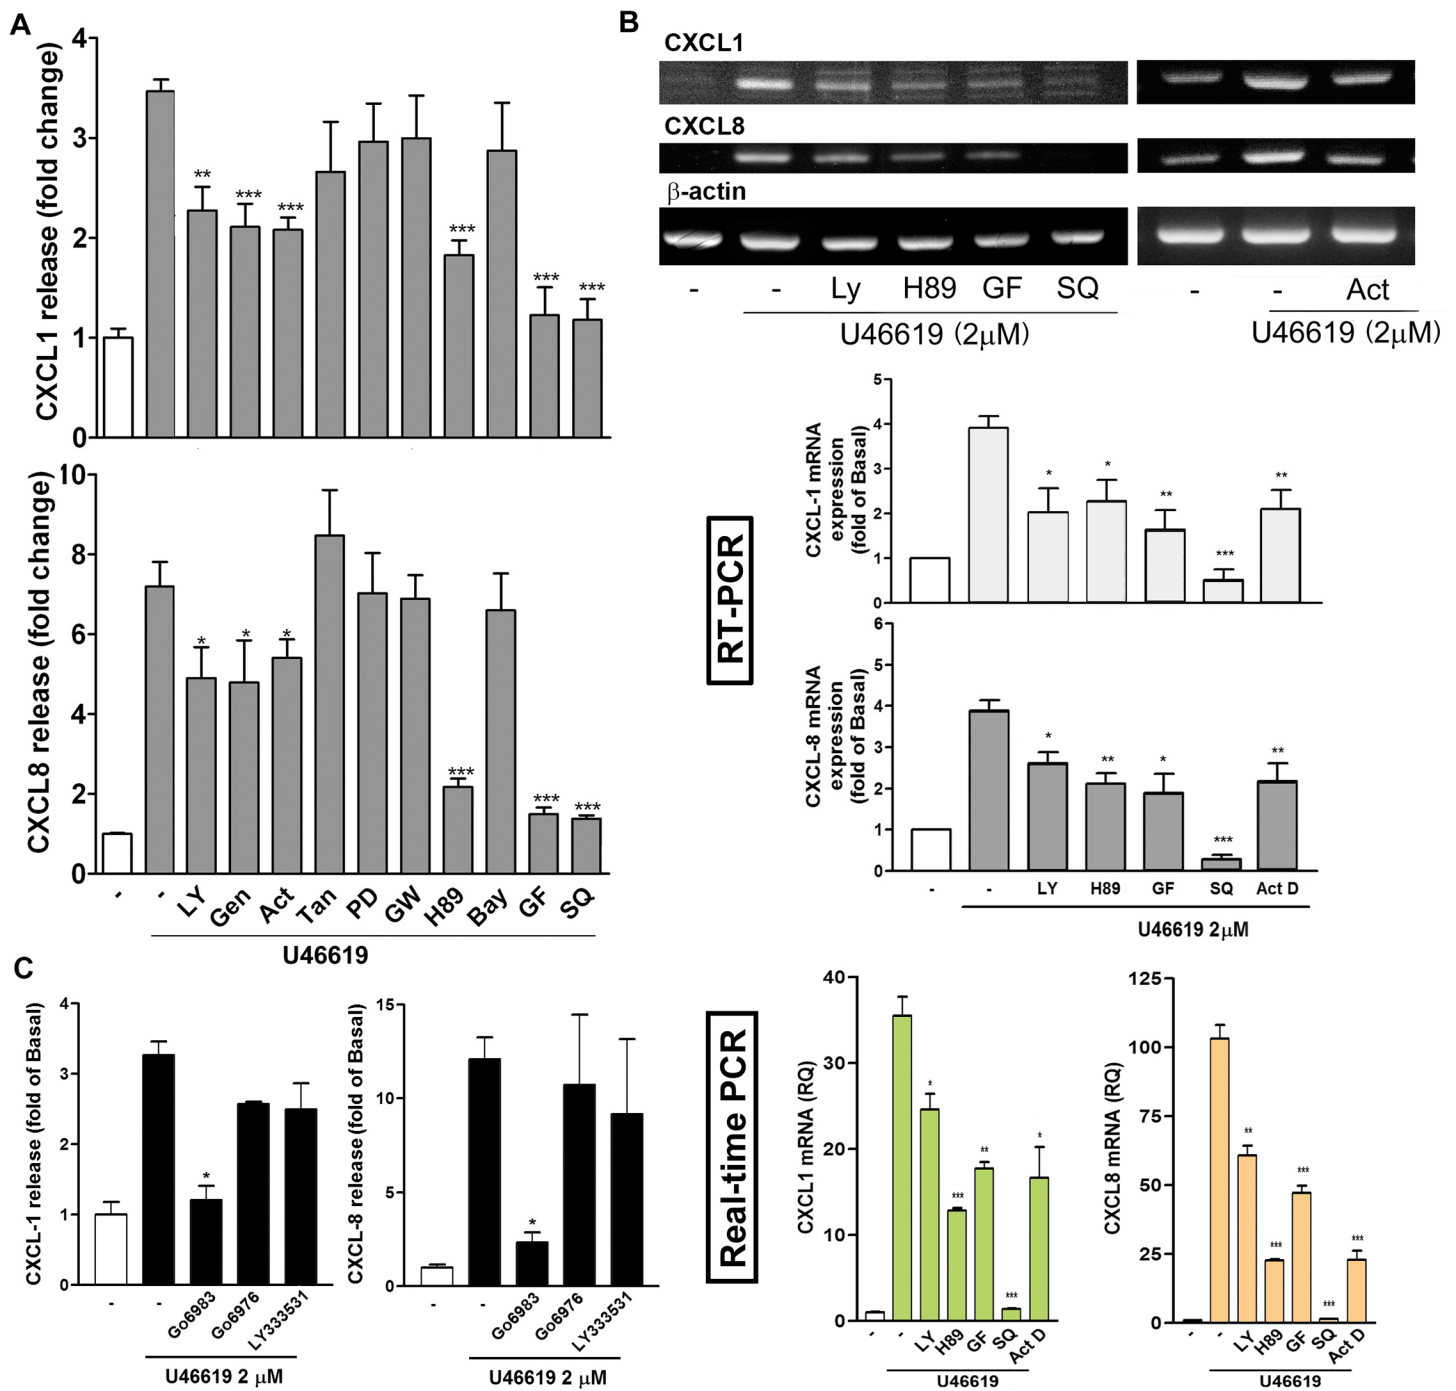 A
CXCL1 release (fold change)
4
3
2
1
0
**
***
***
***
***
***
CXCL8 release (fold change)
10
8
6
4
2
0
*
*
*
***
***
***
- - LY Gen Act Tan PD GW H89 Bay GF SQ
U46619
B
CXCL1
CXCL8
β-actin
- - Ly H89 GF SQ - - Act
U46619 (2μM) U46619 (2μM)
RT-PCR
CXCL-1 mRNA
expression
(fold of Basal)
5
4
3
2
1
0
*
*
**
***
**
CXCL-8 mRNA
expression
(fold of Basal)
6
5
4
3
2
1
0
*
**
*
***
**
- - LY H89 GF SQ Act D
U46619 2μM
C
CXCL-1 release (fold of Basal)
4
3
2
1
0
*
- - Go6983 Go6976 LY333531
U46619 2 μM
CXCL-8 release (fold of Basal)
15
10
5
0
*
- - Go6983 Go6976 LY333531
U46619 2 μM
Real-time PCR
CXCL1 mRNA (RQ)
40
30
20
10
0
*
***
**
***
*
- - LY H89 GF SQ Act D
U46619
CXCL8 mRNA (RQ)
125
100
75
50
25
0
**
***
***
***
***
- - LY H89 GF SQ Act D
U46619